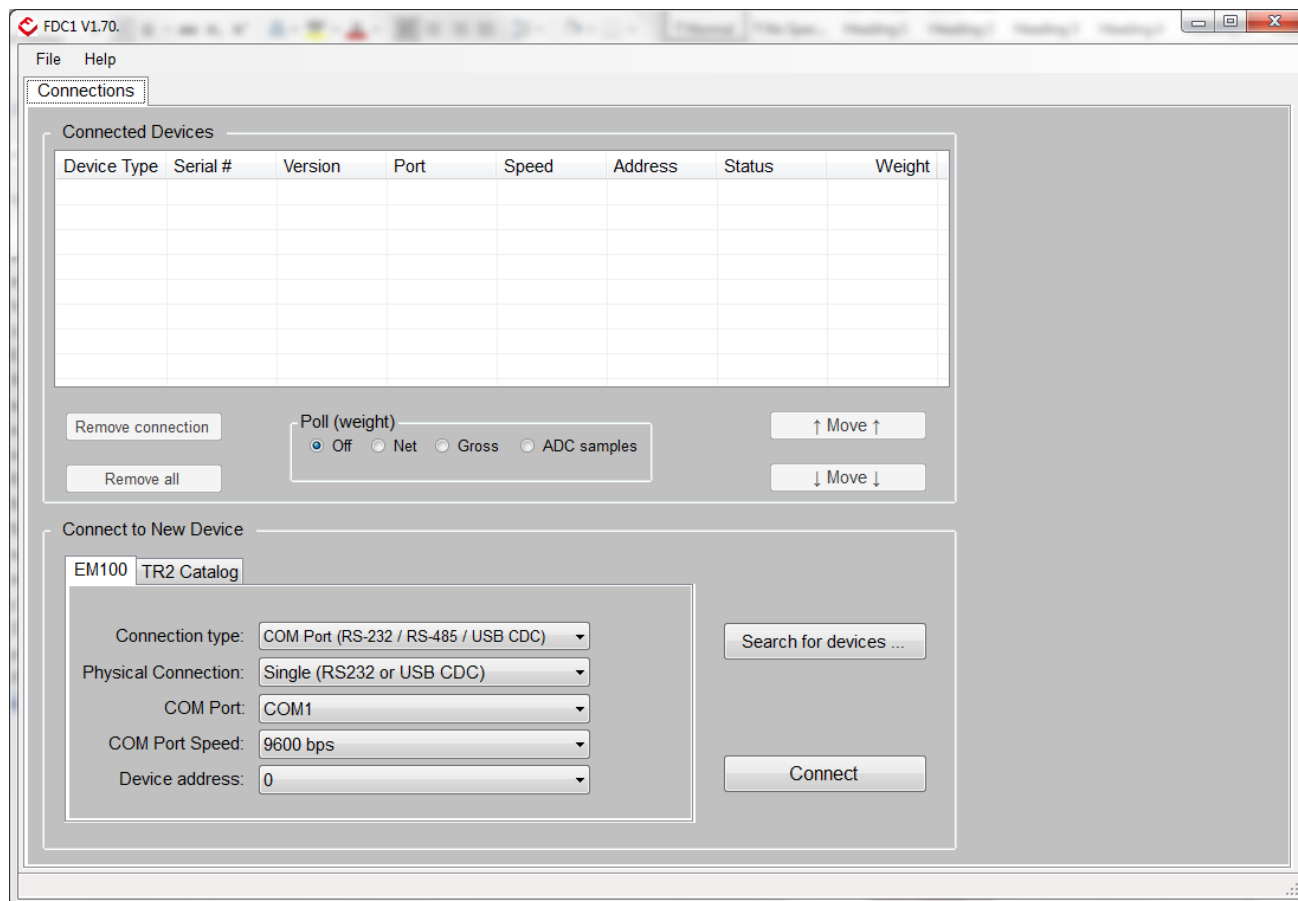 FDC1 V1.70.
File Help
Connections
Connected Devices
Device Type Serial # Version Port Speed Address Status Weight
Remove connection
Remove all
Poll (weight)
Off Net Gross ADC samples
↑ Move ↑
↓ Move ↓
Connect to New Device
EM100 TR2 Catalog
Connection type: COM Port (RS-232 / RS-485 / USB CDC)
Physical Connection: Single (RS232 or USB CDC)
COM Port: COM1
COM Port Speed: 9600 bps
Device address: 0
Search for devices ...
Connect